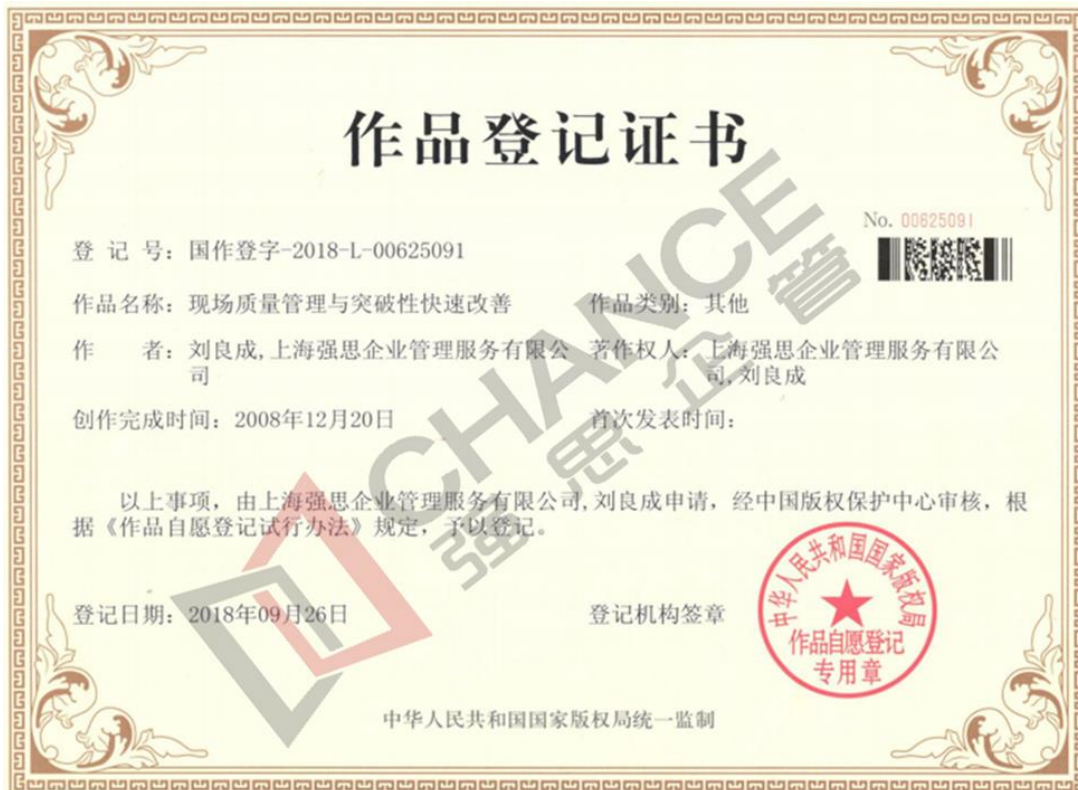 作品登记证书
No. 00625091
登 记 号：国作登字-2018-L-00625091
作品名称：现场质量管理与突破性快速改善 作品类别：其他
作 者：刘良成,上海强思企业管理服务有限公 著作权人：上海强思企业管理服务有限公
司 司,刘良成
创作完成时间：2008年12月20日 首次发表时间：
以上事项，由上海强思企业管理服务有限公司,刘良成申请，经中国版权保护中心审核，根
据《作品自愿登记试行办法》规定，予以登记。
登记日期：2018年09月26日 登记机构签章
中华人民共和国国家版权局
作品自愿登记
专用章
中华人民共和国国家版权局统一监制
CHANCE
强思企管